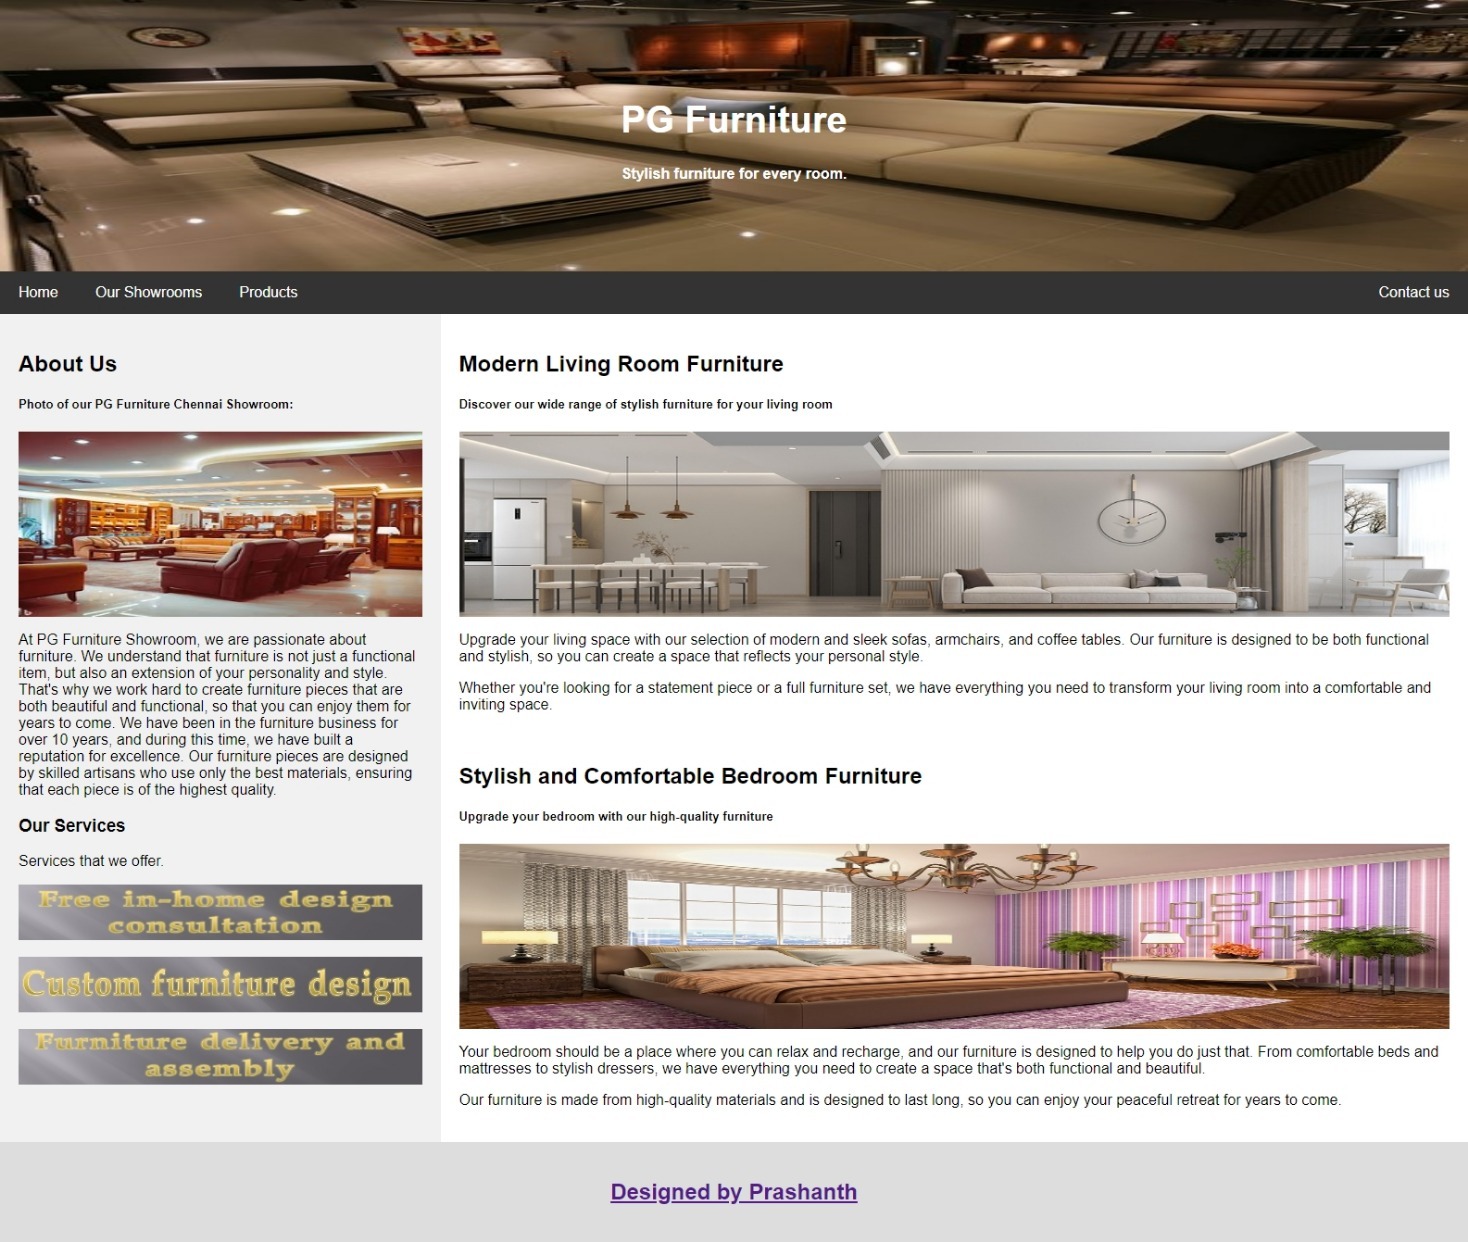 PG Furniture
Stylish furniture for every room.
Home
Our Showrooms
Products
Contact us
About Us
Photo of our PG Furniture Chennai Showroom:
At PG Furniture Showroom, we are passionate about
furniture. We understand that furniture is not just a functional
item, but also an extension of your personality and style.
That's why we work hard to create furniture pieces that are
both beautiful and functional, so that you can enjoy them for
years to come. We have been in the furniture business for
over 10 years, and during this time, we have built a
reputation for excellence. Our furniture pieces are designed
by skilled artisans who use only the best materials, ensuring
that each piece is of the highest quality.
Our Services
Services that we offer.
Free in-home design
consultation
Custom furniture design
Furniture delivery and
assembly
Modern Living Room Furniture
Discover our wide range of stylish furniture for your living room
Upgrade your living space with our selection of modern and sleek sofas, armchairs, and coffee tables. Our furniture is designed to be both functional
and stylish, so you can create a space that reflects your personal style.
Whether you're looking for a statement piece or a full furniture set, we have everything you need to transform your living room into a comfortable and
inviting space.
Stylish and Comfortable Bedroom Furniture
Upgrade your bedroom with our high-quality furniture
Your bedroom should be a place where you can relax and recharge, and our furniture is designed to help you do just that. From comfortable beds and
mattresses to stylish dressers, we have everything you need to create a space that's both functional and beautiful.
Our furniture is made from high-quality materials and is designed to last long, so you can enjoy your peaceful retreat for years to come.
Designed by Prashanth